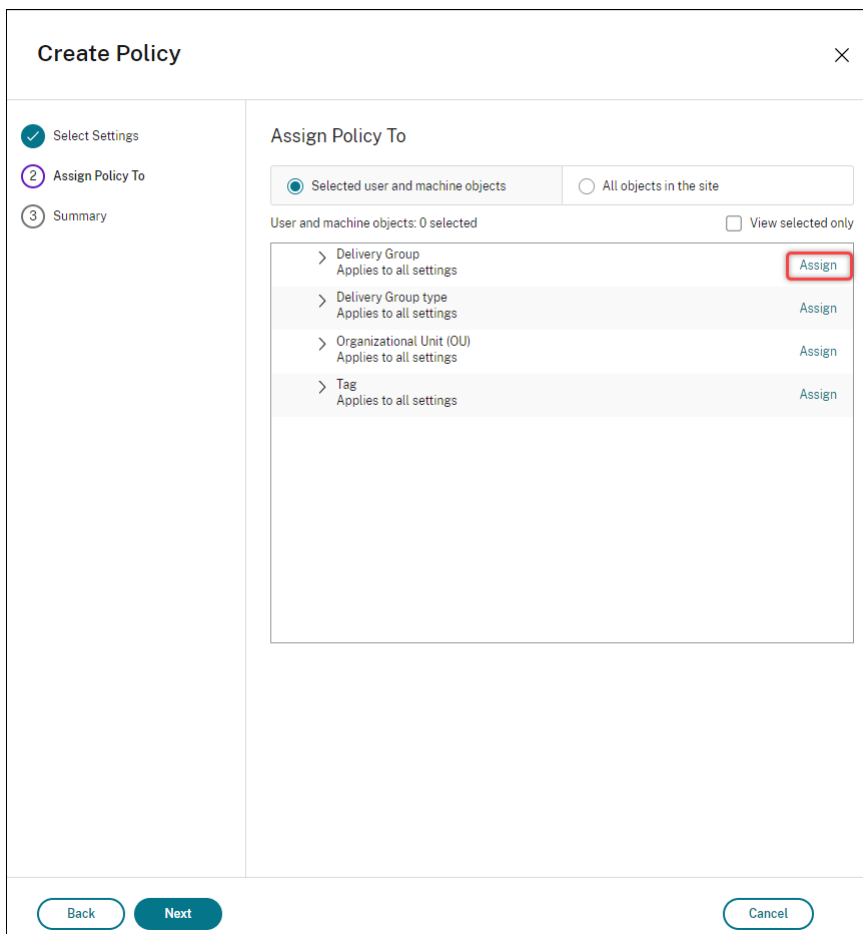 Create Policy
Select Settings
2 Assign Policy To
3 Summary
Assign Policy To
Selected user and machine objects
All objects in the site
User and machine objects: 0 selected
View selected only
Delivery Group
Applies to all settings
Assign
Delivery Group type
Applies to all settings
Assign
Organizational Unit (OU)
Applies to all settings
Assign
Tag
Applies to all settings
Assign
Back
Next
Cancel